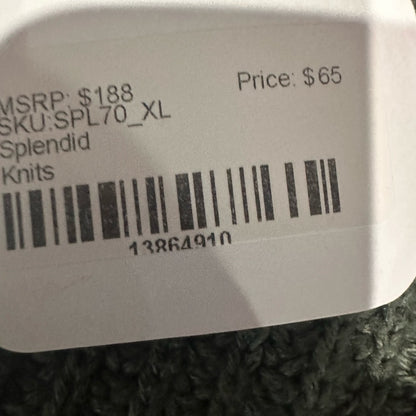 MSRP: $188
Price: $65
SKU:SPL70_XL
Splendid
Knits
13864910